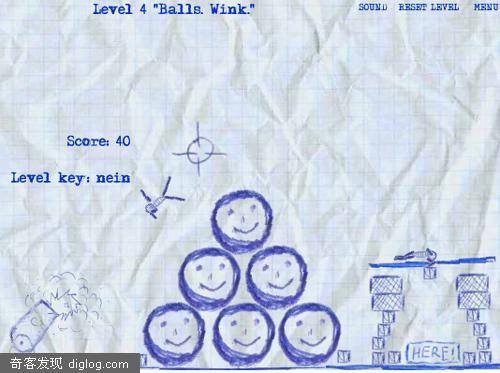 Level 4 "Balls. Wink."
SOUND RESET LEVEL MENU
Score: 40
Level key: nein
HERE!
奇客发现 diglog.com